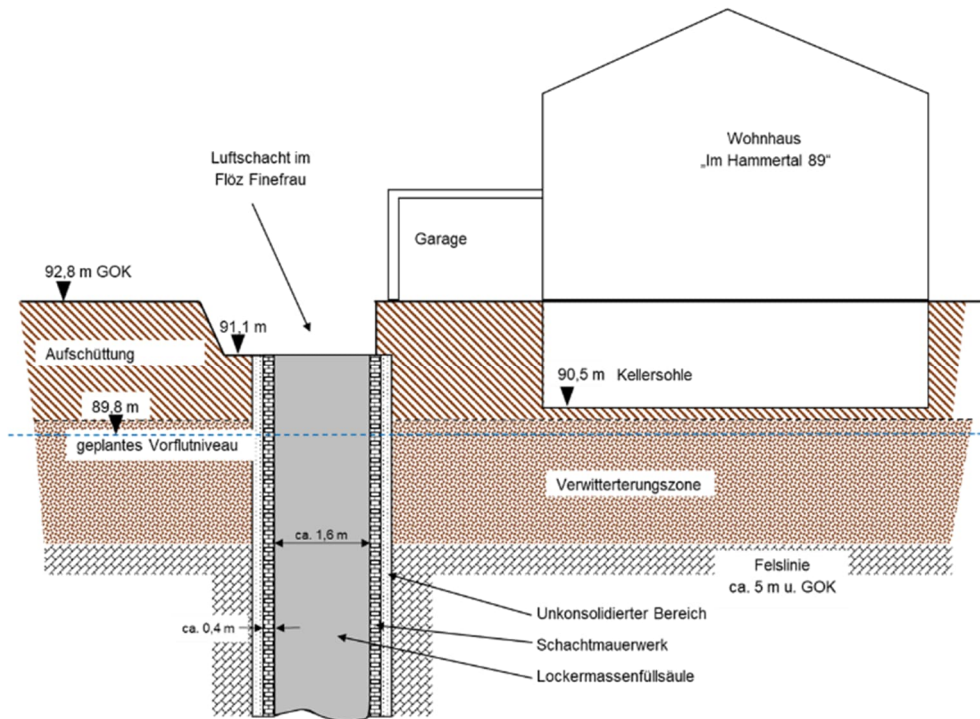 Wohnhaus
„Im Hammertal 89“
Luftschacht im
Flöz Finefrau
Garage
92,8 m GOK
91,1 m
Aufschüttung
90,5 m Kellersohle
89,8 m
geplantes Vorflutniveau
Verwitterterungszone
ca. 1,6 m
Felslinie
ca. 5 m u. GOK
Unkonsolidierter Bereich
ca. 0,4 m
Schachtmauerwerk
Lockermassenfüllsäule